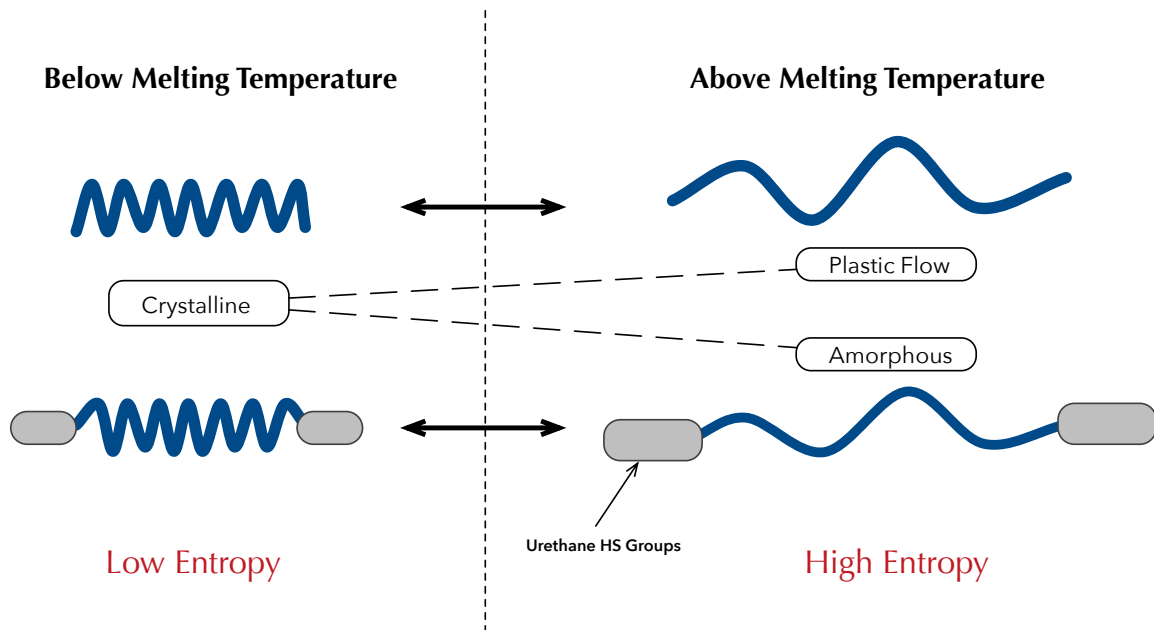 Below Melting Temperature
Above Melting Temperature
Plastic Flow
Crystalline
Amorphous
Urethane HS Groups
Low Entropy
High Entropy